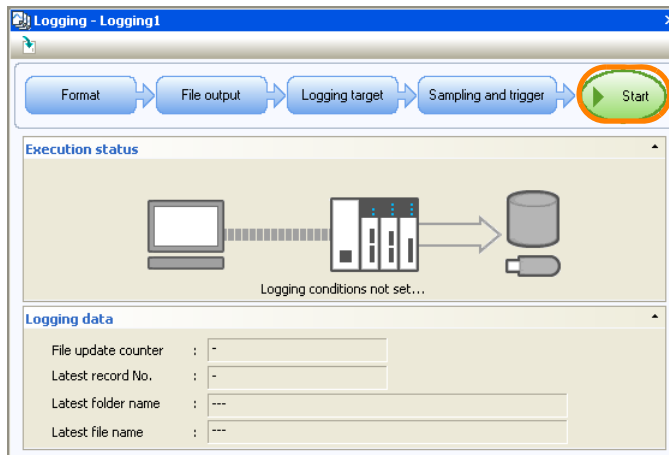 Logging - Logging1
Format File output Logging target Sampling and trigger Start
Execution status
Logging conditions not set...
Logging data
File update counter : -
Latest record No. : -
Latest folder name : ---
Latest file name : ---